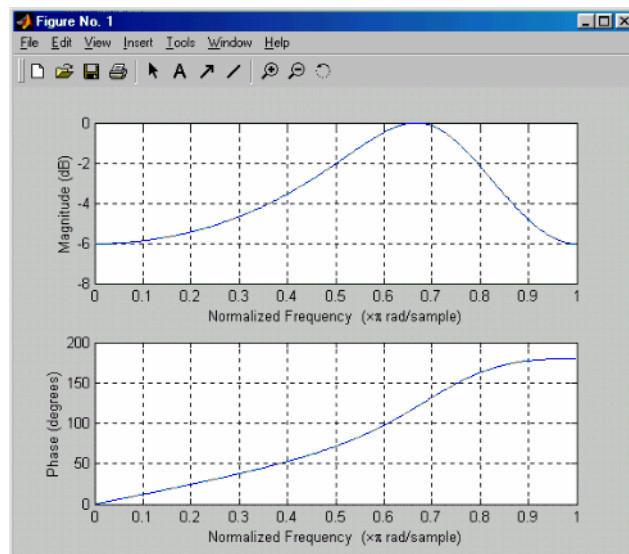 Figure No. 1
File Edit View Insert Tools Window Help
A
0
-2
-4
-6
-8
Magnitude (dB)
0 0.1 0.2 0.3 0.4 0.5 0.6 0.7 0.8 0.9 1
Normalized Frequency (×π rad/sample)
200
150
100
50
0
Phase (degrees)
0 0.1 0.2 0.3 0.4 0.5 0.6 0.7 0.8 0.9 1
Normalized Frequency (×π rad/sample)